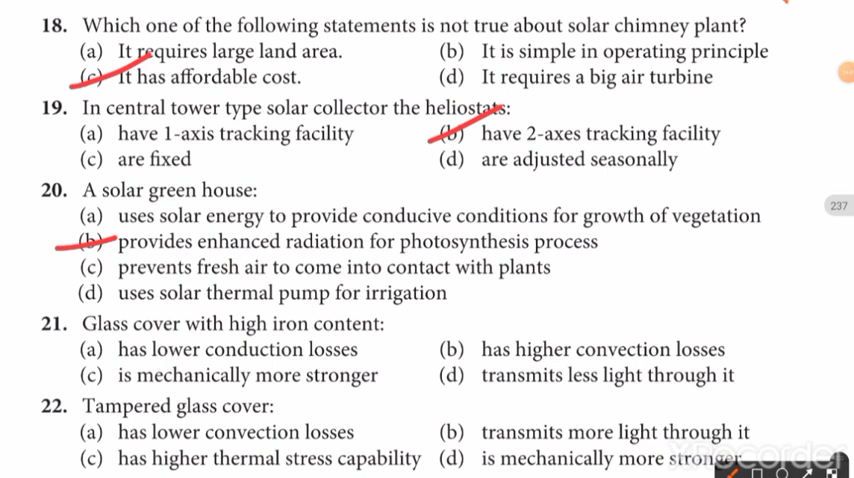 18. Which one of the following statements is not true about solar chimney plant?
(a) It requires large land area. (b) It is simple in operating principle
(c) It has affordable cost. (d) It requires a big air turbine
19. In central tower type solar collector the heliostats:
(a) have 1-axis tracking facility (b) have 2-axes tracking facility
(c) are fixed (d) are adjusted seasonally
20. A solar green house:
(a) uses solar energy to provide conducive conditions for growth of vegetation
237
(b) provides enhanced radiation for photosynthesis process
(c) prevents fresh air to come into contact with plants
(d) uses solar thermal pump for irrigation
21. Glass cover with high iron content:
(a) has lower conduction losses (b) has higher convection losses
(c) is mechanically more stronger (d) transmits less light through it
22. Tampered glass cover:
(a) has lower convection losses (b) transmits more light through it
(c) has higher thermal stress capability (d) is mechanically more stronger
XRecorder